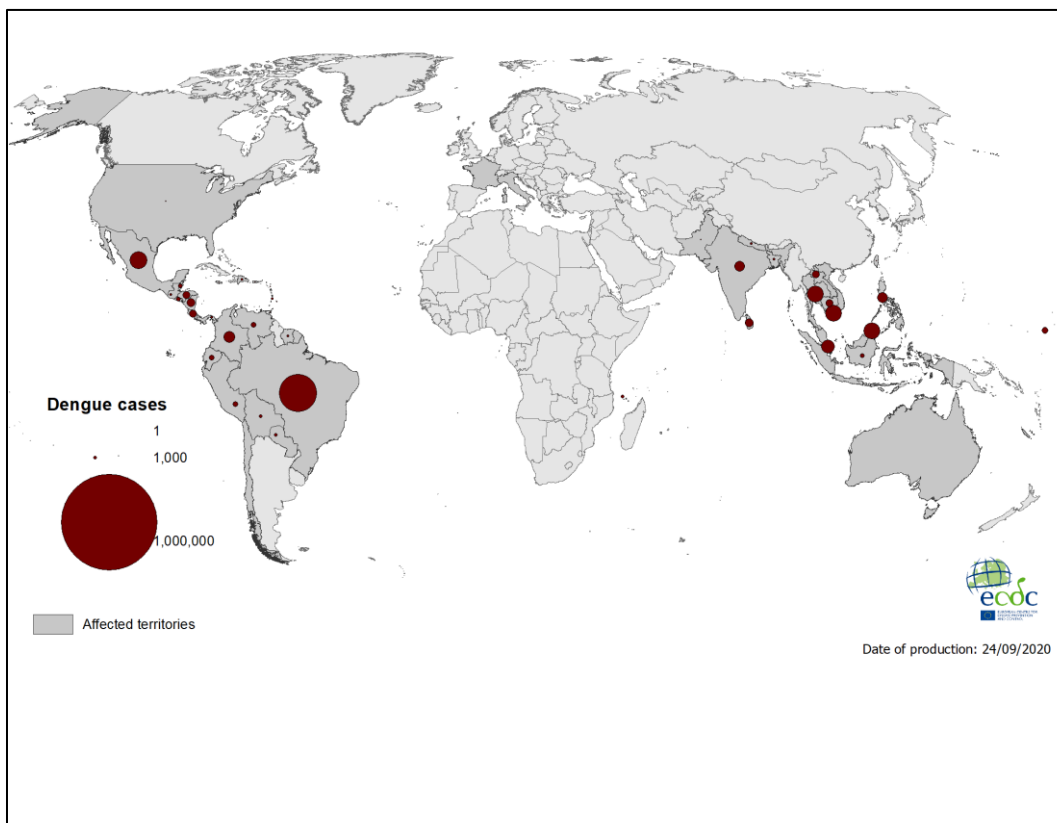 Dengue cases
1
1,000
1,000,000
Affected territories
ecdc
Date of production: 24/09/2020